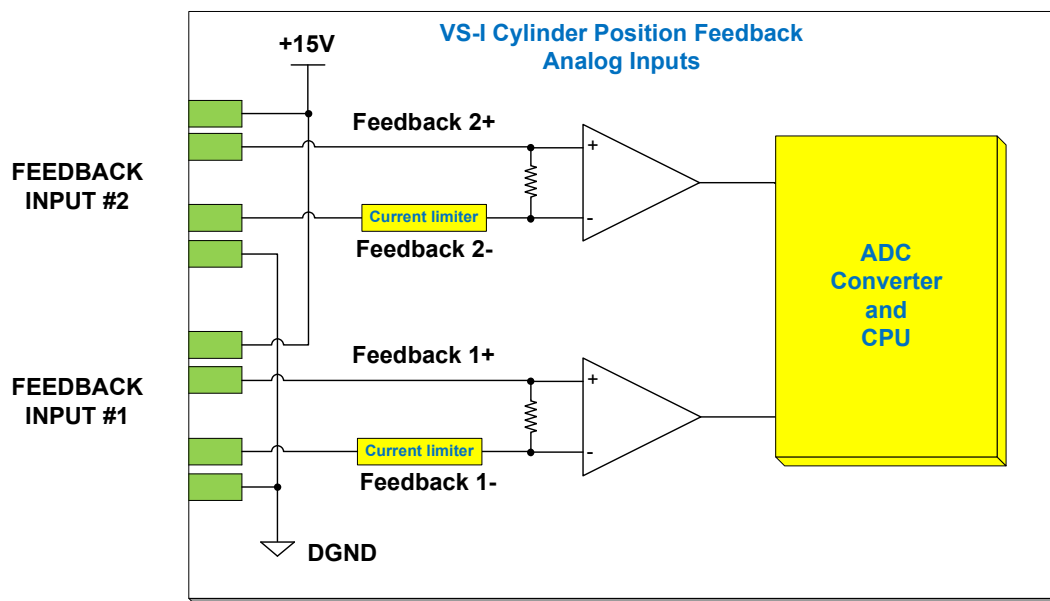 VS-I Cylinder Position Feedback
Analog Inputs
+15V
Feedback 2+
FEEDBACK
INPUT #2
+
-
Current limiter
Feedback 2-
ADC
Converter
and
CPU
Feedback 1+
FEEDBACK
INPUT #1
+
-
Current limiter
Feedback 1-
DGND